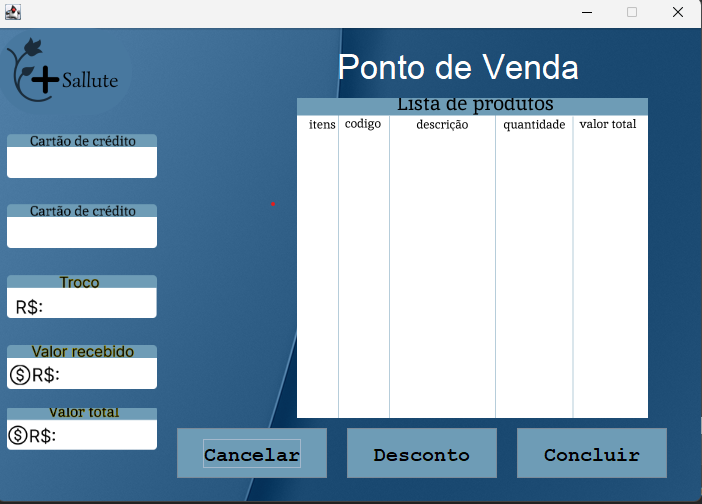 Sallute
Ponto de Venda
Lista de produtos
itens codigo descrição quantidade valor total
Cartão de crédito
Cartão de crédito
Troco
R$:
Valor recebido
$R$:
Valor total
$R$:
Cancelar Desconto Concluir